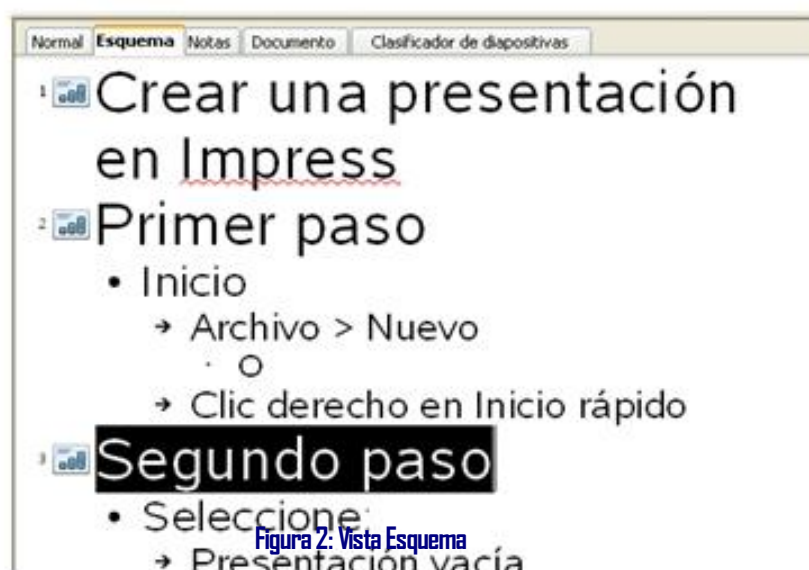 Normal Esquema Notas Documento Clasificador de diapositivas
1 Crear una presentación
en Impress
2 Primer paso
• Inicio
➔ Archivo > Nuevo
· O
➔ Clic derecho en Inicio rápido
3 Segundo paso
• Seleccione:
Figura 2: Vista Esquema
➔ Presentación vacía